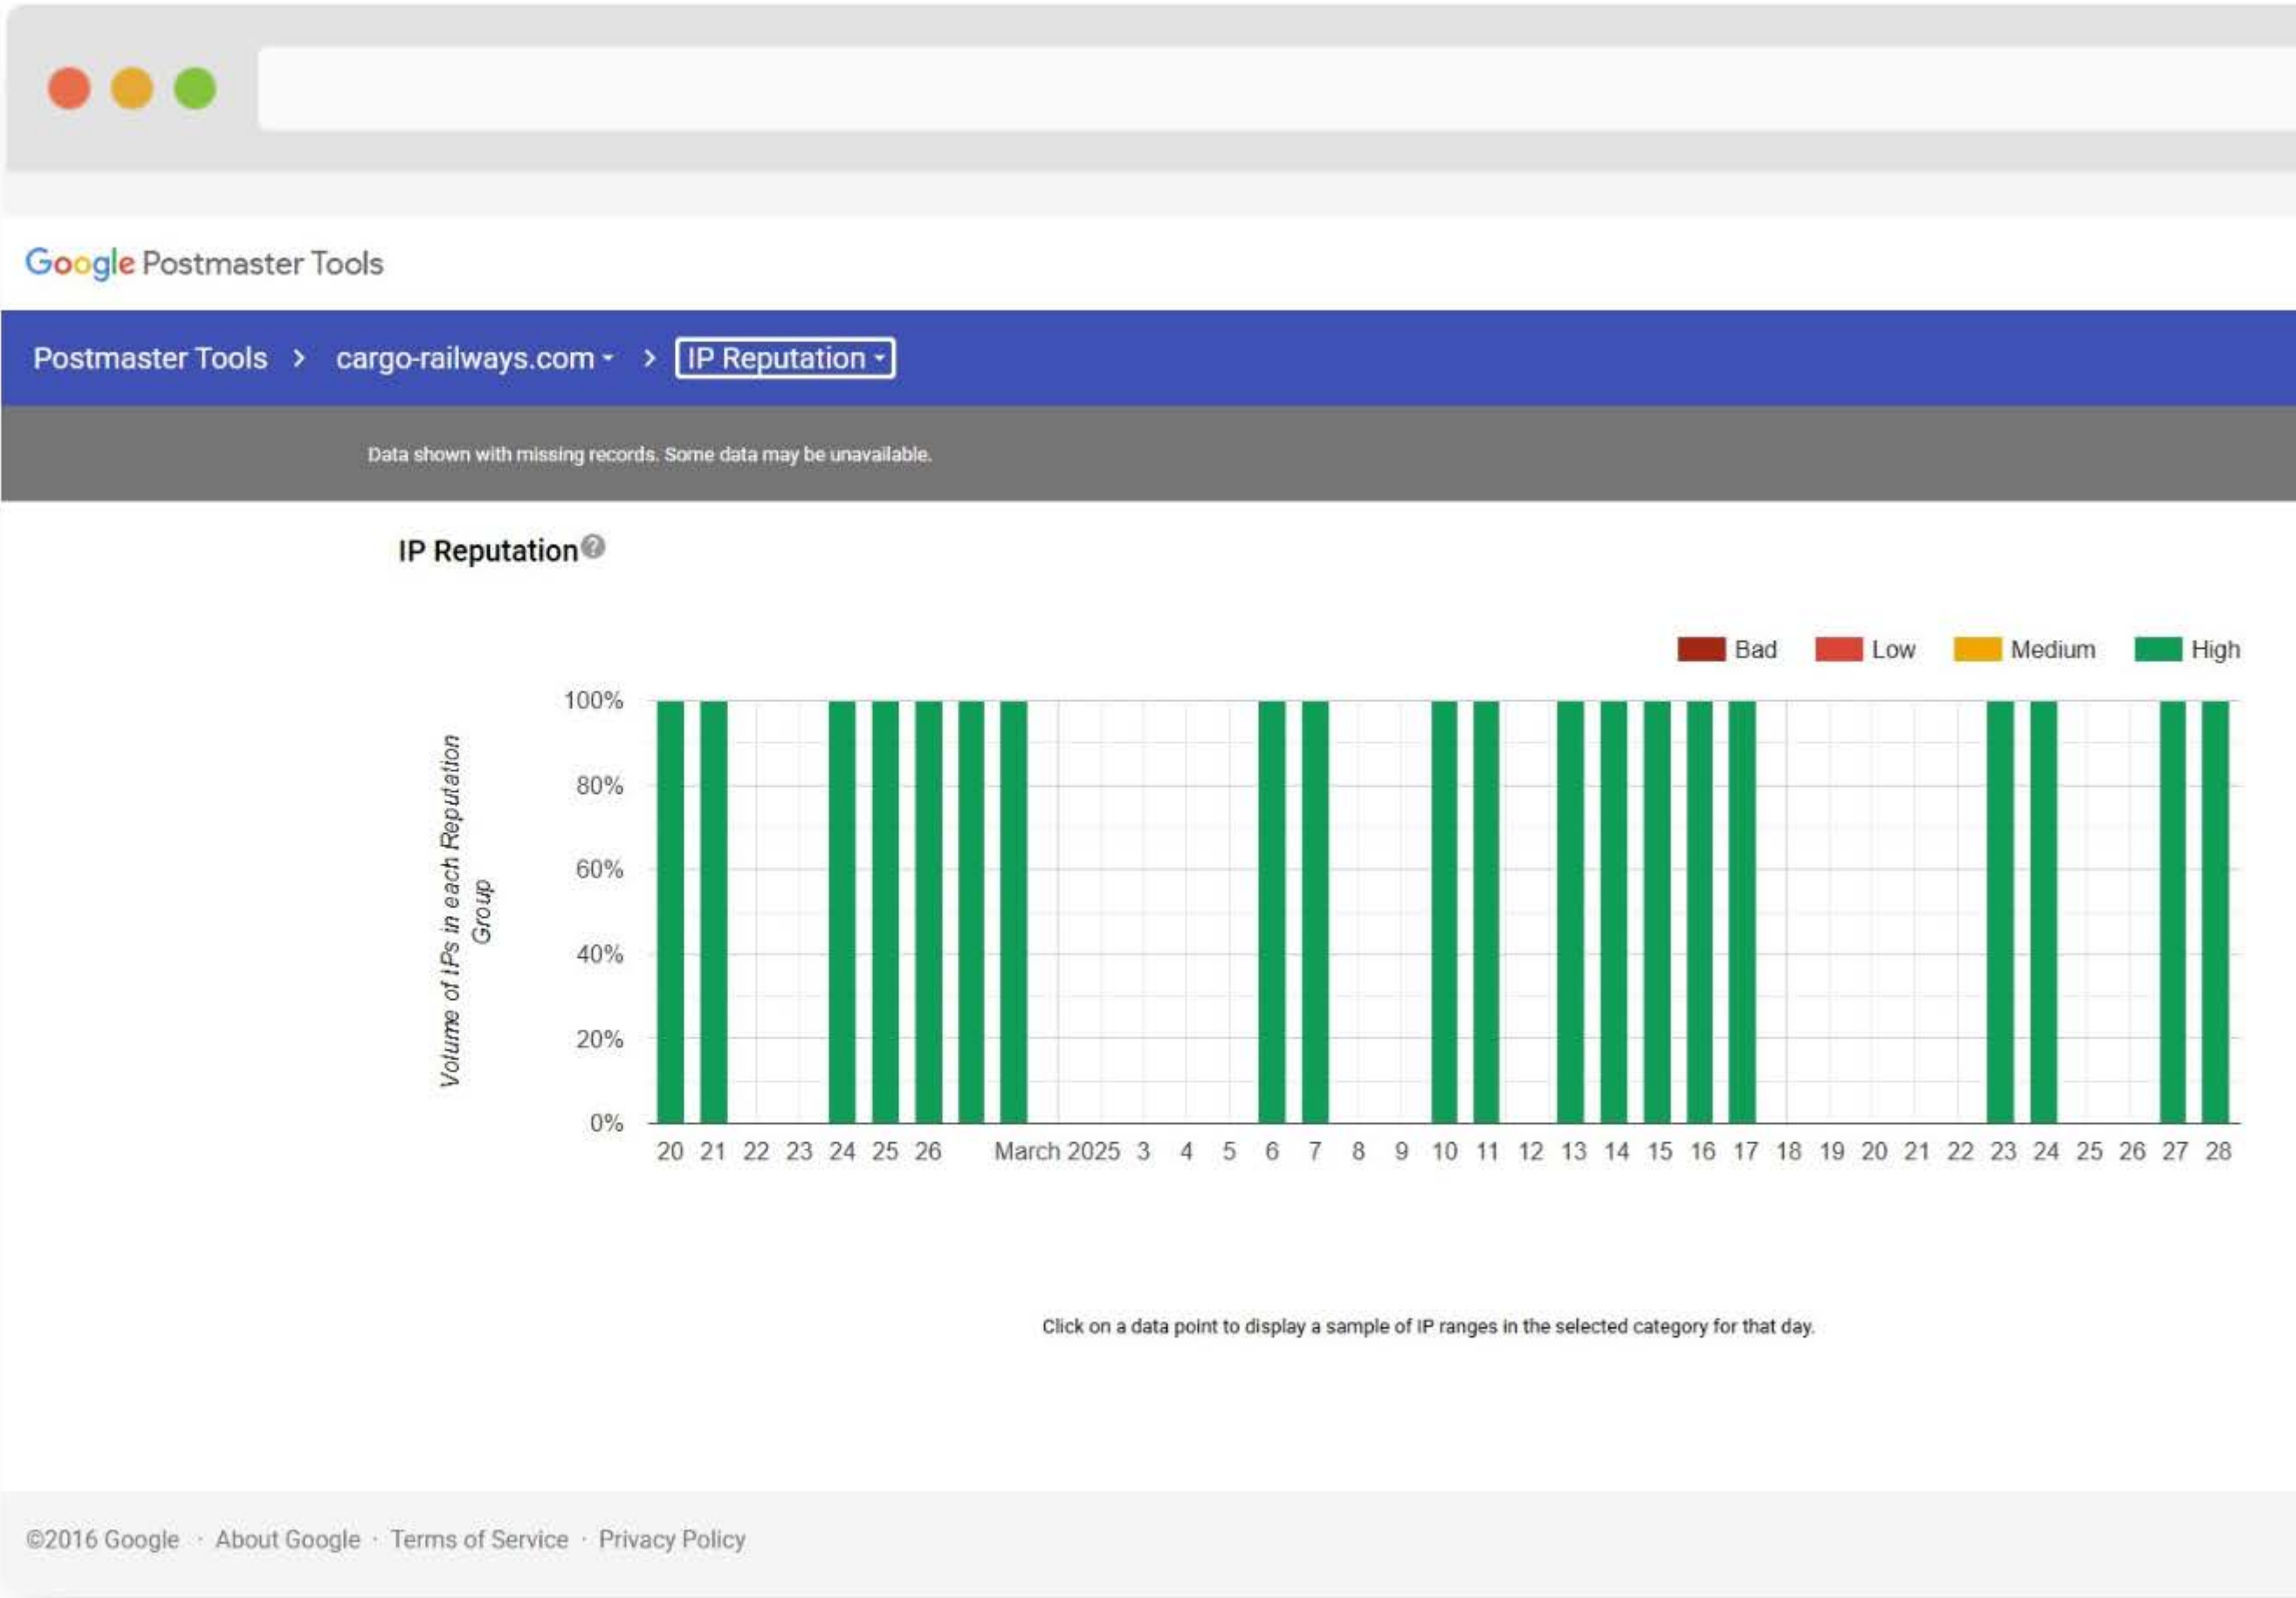 Google Postmaster Tools
Postmaster Tools > cargo-railways.com > IP Reputation
Data shown with missing records. Some data may be unavailable.
IP Reputation ?
Bad Low Medium High
Volume of IPs in each Reputation
Group
100%
80%
60%
40%
20%
0%
20 21 22 23 24 25 26 March 2025 3 4 5 6 7 8 9 10 11 12 13 14 15 16 17 18 19 20 21 22 23 24 25 26 27 28
Click on a data point to display a sample of IP ranges in the selected category for that day.
©2016 Google · About Google · Terms of Service · Privacy Policy